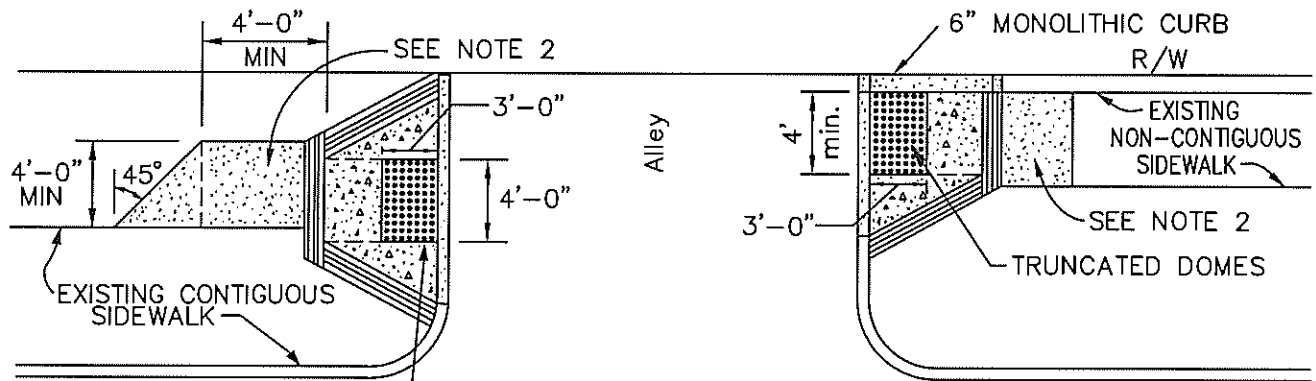 4'-0"
MIN
SEE NOTE 2
3'-0"
4'-0"
MIN
45°
4'-0"
EXISTING CONTIGUOUS
SIDEWALK
Alley
6" MONOLITHIC CURB
R/W
4'
min.
EXISTING
NON-CONTIGUOUS
SIDEWALK
3'-0"
SEE NOTE 2
TRUNCATED DOMES